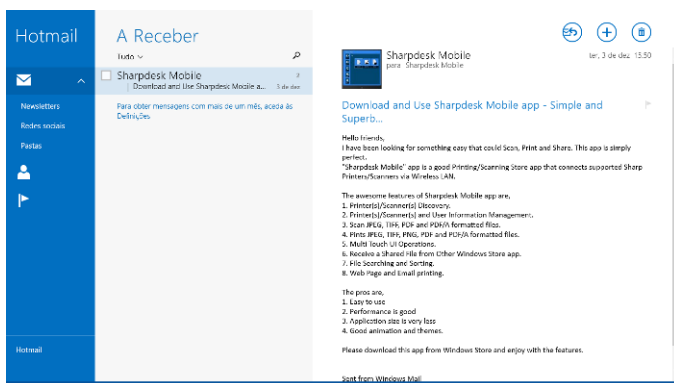 Hotmail
Newsletters
Redes sociais
Pastas
Hotmail
A Receber
Tudo
Sharpdesk Mobile
Download and Use Sharpdesk Mobile a... 3 de dez
Para obter mensagens com mais de um mês, aceda às
Definições
Sharpdesk Mobile
para Sharpdesk Mobile
ter, 3 de dez 15:50
Download and Use Sharpdesk Mobile app - Simple and
Superb...
Hello friends,
I have been looking for something easy that could Scan, Print and Share. This app is simply
perfect.
"Sharpdesk Mobile" app is a good Printing/Scanning Store app that connects supported Sharp
Printers/Scanners via Wireless LAN.
The awesome features of Sharpdesk Mobile app are,
1. Printer(s)/Scanner(s) Discovery.
2. Printer(s)/Scanner(s) and User Information Management.
3. Scan JPEG, TIFF, PDF and PDF/A formatted files.
4. Pints JPEG, TIFF, PNG, PDF and PDF/A formatted files.
5. Multi Touch UI Operations.
6. Receive a Shared File from Other Windows Store app.
7. File Searching and Sorting.
8. Web Page and Email printing.
The pros are,
1. Easy to use
2. Performance is good
3. Application size is very less
4. Good animation and themes.
Please download this app from Windows Store and enjoy with the features.
Sent from Windows Mail